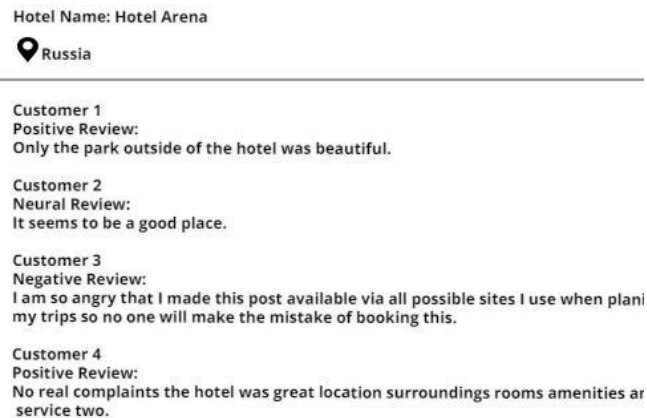 Hotel Name: Hotel Arena
Russia
Customer 1
Positive Review:
Only the park outside of the hotel was beautiful.
Customer 2
Neural Review:
It seems to be a good place.
Customer 3
Negative Review:
I am so angry that I made this post available via all possible sites I use when plani
my trips so no one will make the mistake of booking this.
Customer 4
Positive Review:
No real complaints the hotel was great location surroundings rooms amenities an
service two.